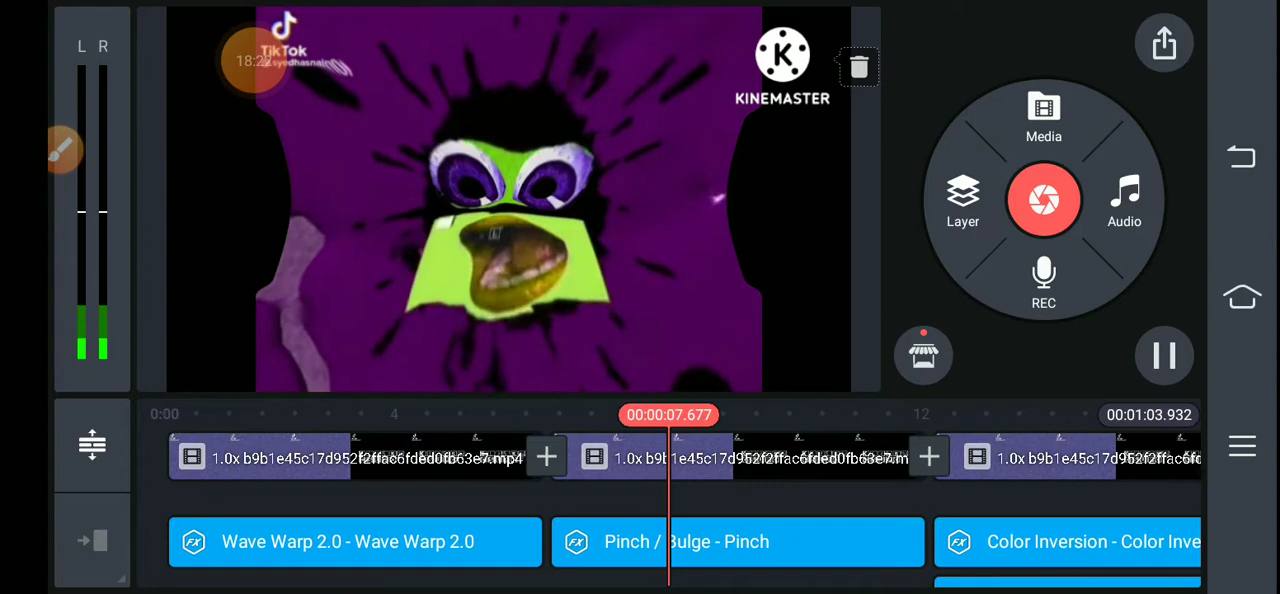 L R
TikTok
18:22
KINEMASTER
Media
Layer
Audio
REC
0:00
4
00:00:07.677
12
00:01:03.932
1.0x b9b1e45c17d952f2ffac6fded0fb63e7.mp4
1.0x b9b1e45c17d952f2ffac6fded0fb63e7.m
1.0x b9b1e45c17d952f2ffac6fd
Wave Warp 2.0 - Wave Warp 2.0
Pinch / Bulge - Pinch
Color Inversion - Color Inve